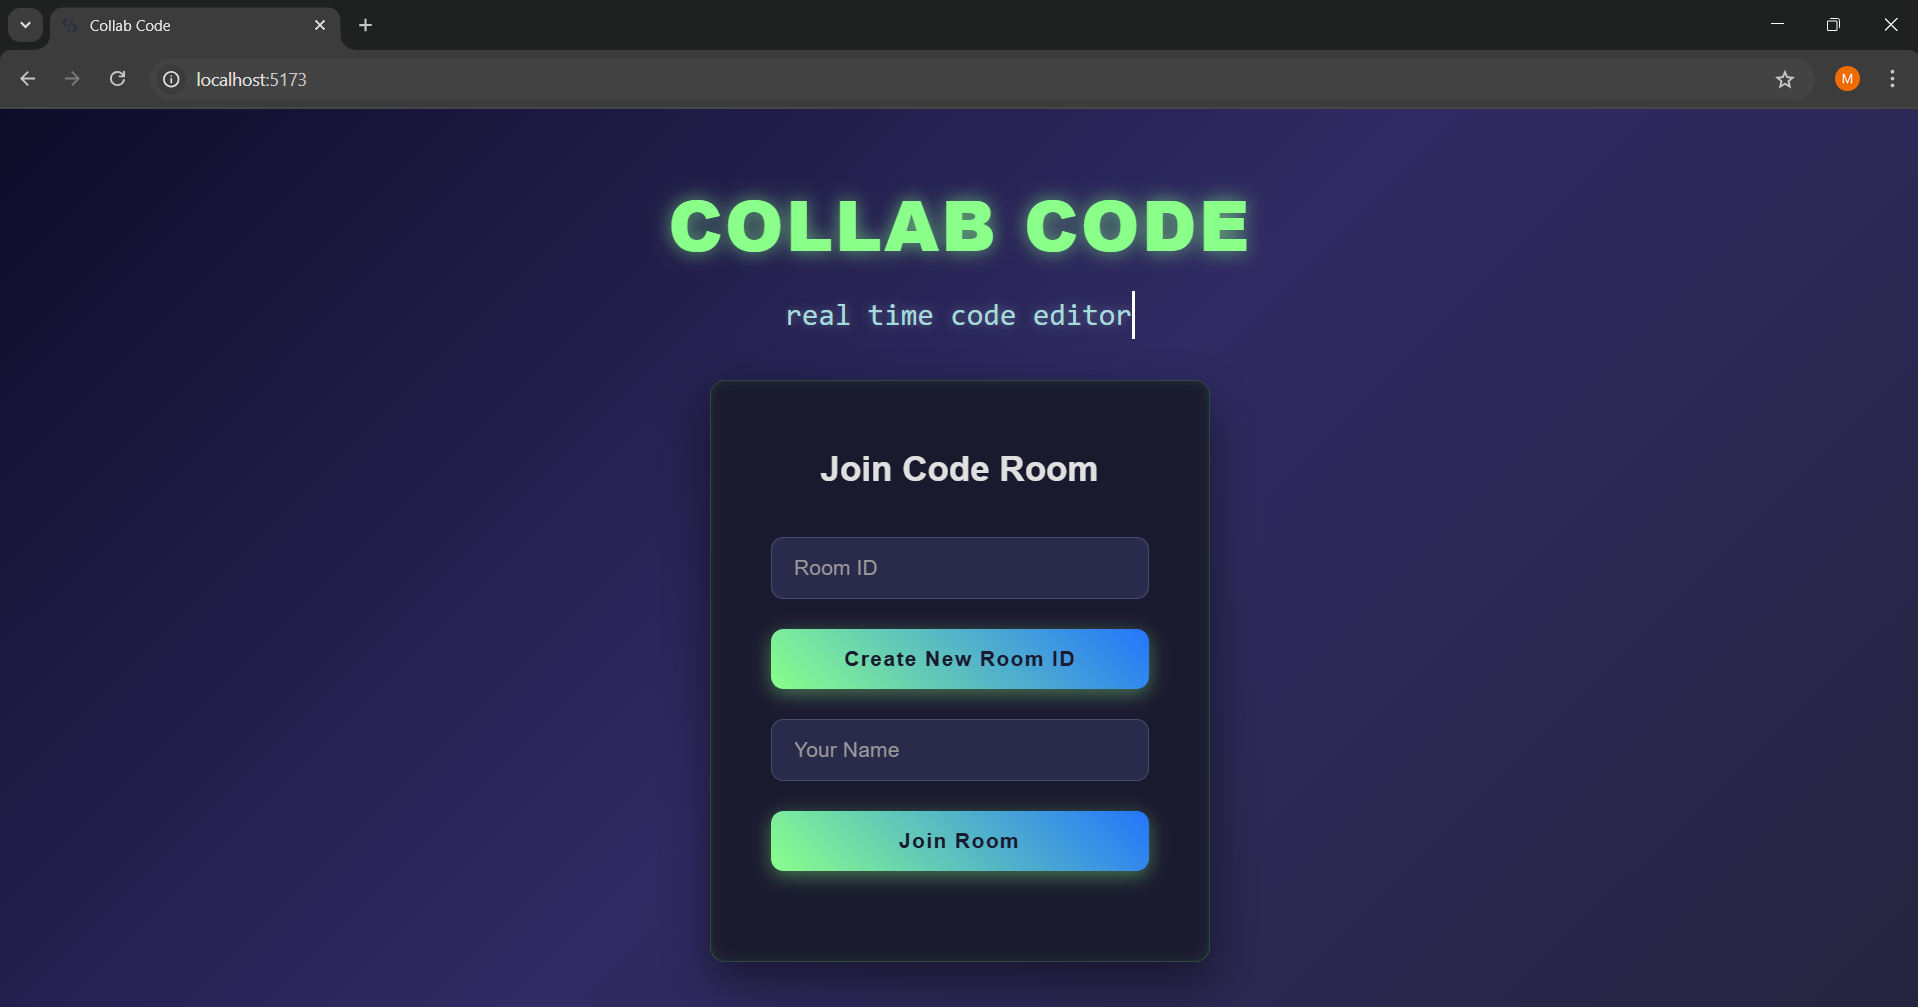 Collab Code
localhost:5173
M
COLLAB CODE
real time code editor
Join Code Room
Room ID
Create New Room ID
Your Name
Join Room